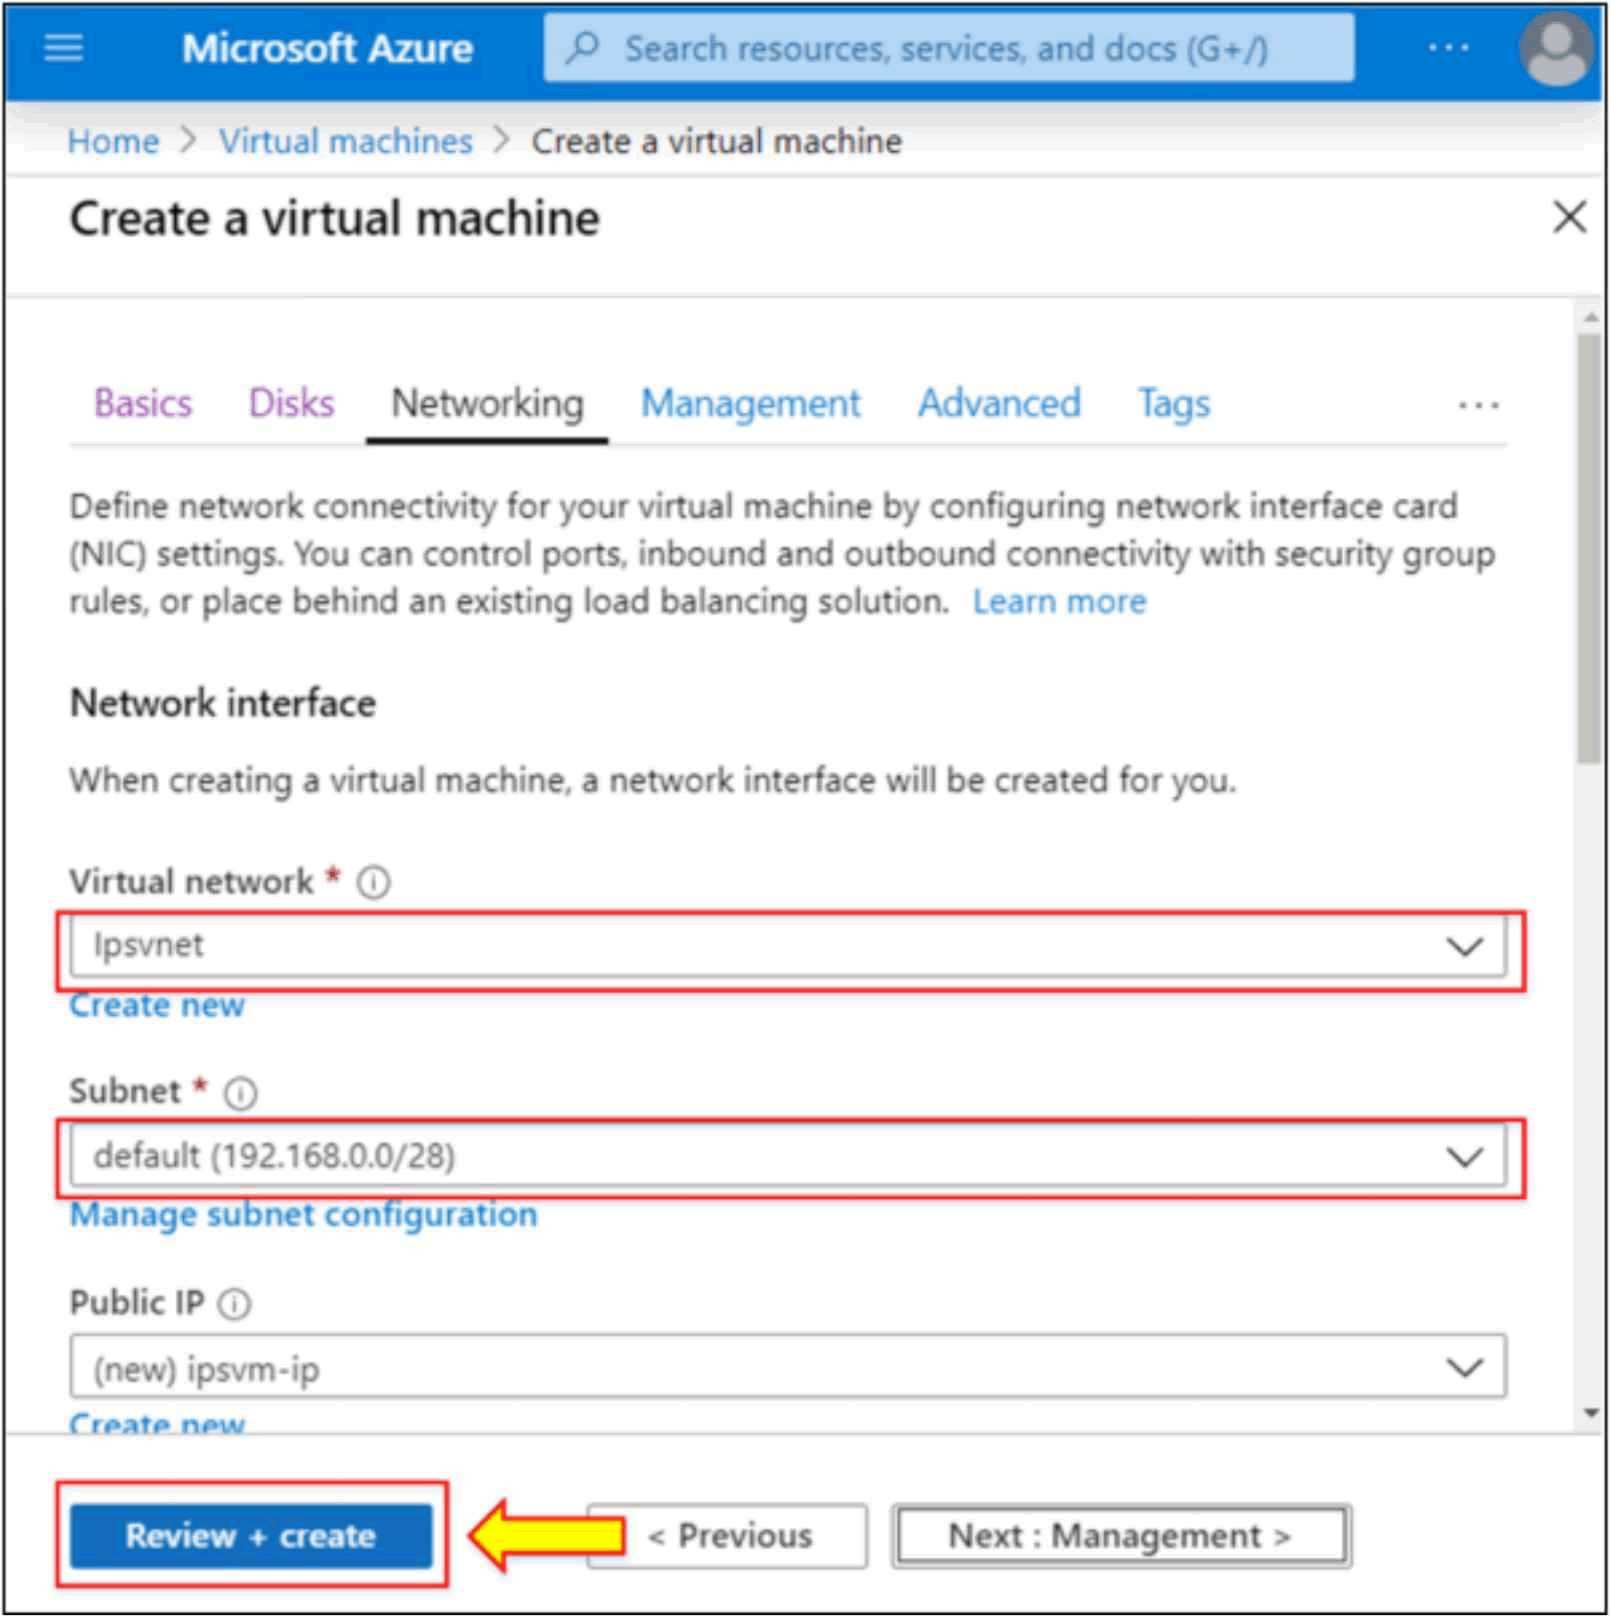 Microsoft Azure
Search resources, services, and docs (G+/)
...
Home > Virtual machines > Create a virtual machine
Create a virtual machine
Basics Disks Networking Management Advanced Tags ...
Define network connectivity for your virtual machine by configuring network interface card
(NIC) settings. You can control ports, inbound and outbound connectivity with security group
rules, or place behind an existing load balancing solution. Learn more
Network interface
When creating a virtual machine, a network interface will be created for you.
Virtual network *
Ipsvnet
Create new
Subnet *
default (192.168.0.0/28)
Manage subnet configuration
Public IP
(new) ipsvm-ip
Create new
Review + create
< Previous
Next : Management >